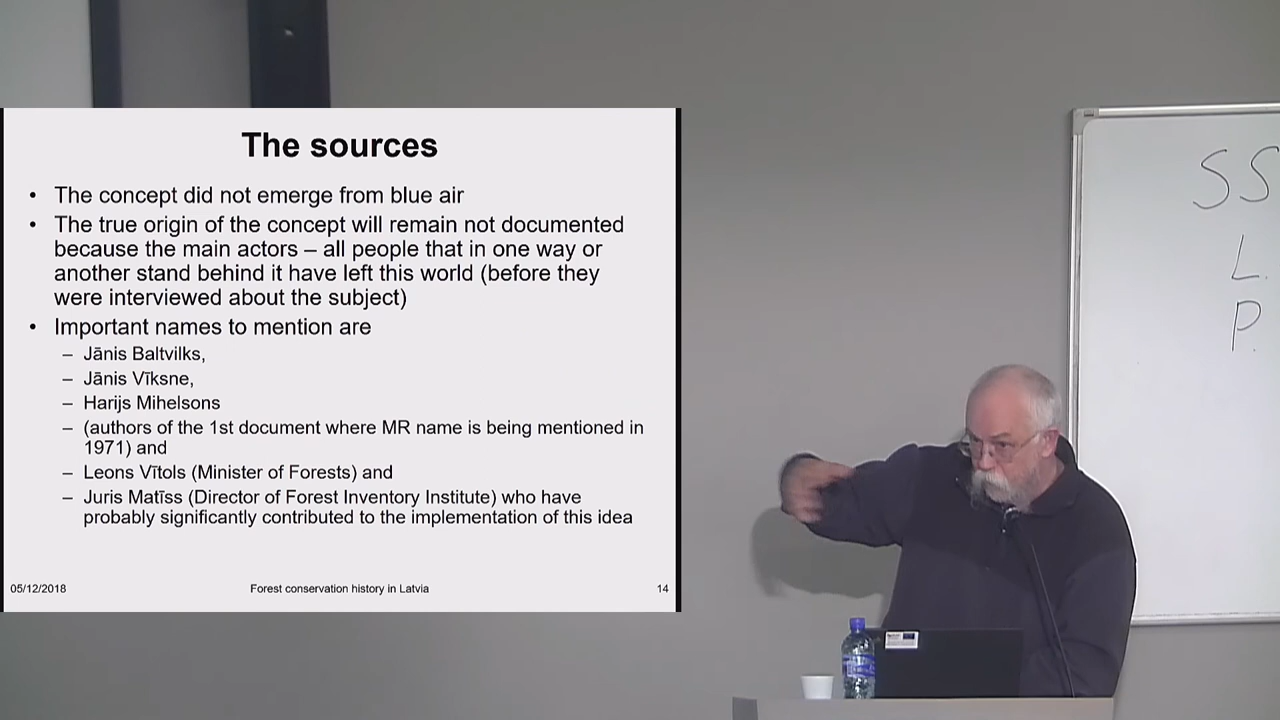 The sources
• The concept did not emerge from blue air
• The true origin of the concept will remain not documented
because the main actors – all people that in one way or
another stand behind it have left this world (before they
were interviewed about the subject)
• Important names to mention are
– Jānis Baltvilks,
– Jānis Vīksne,
– Harijs Mihelsons
– (authors of the 1st document where MR name is being mentioned in
1971) and
– Leons Vītols (Minister of Forests) and
– Juris Matīss (Director of Forest Inventory Institute) who have
probably significantly contributed to the implementation of this idea
05/12/2018 Forest conservation history in Latvia 14
SS
L.
P.